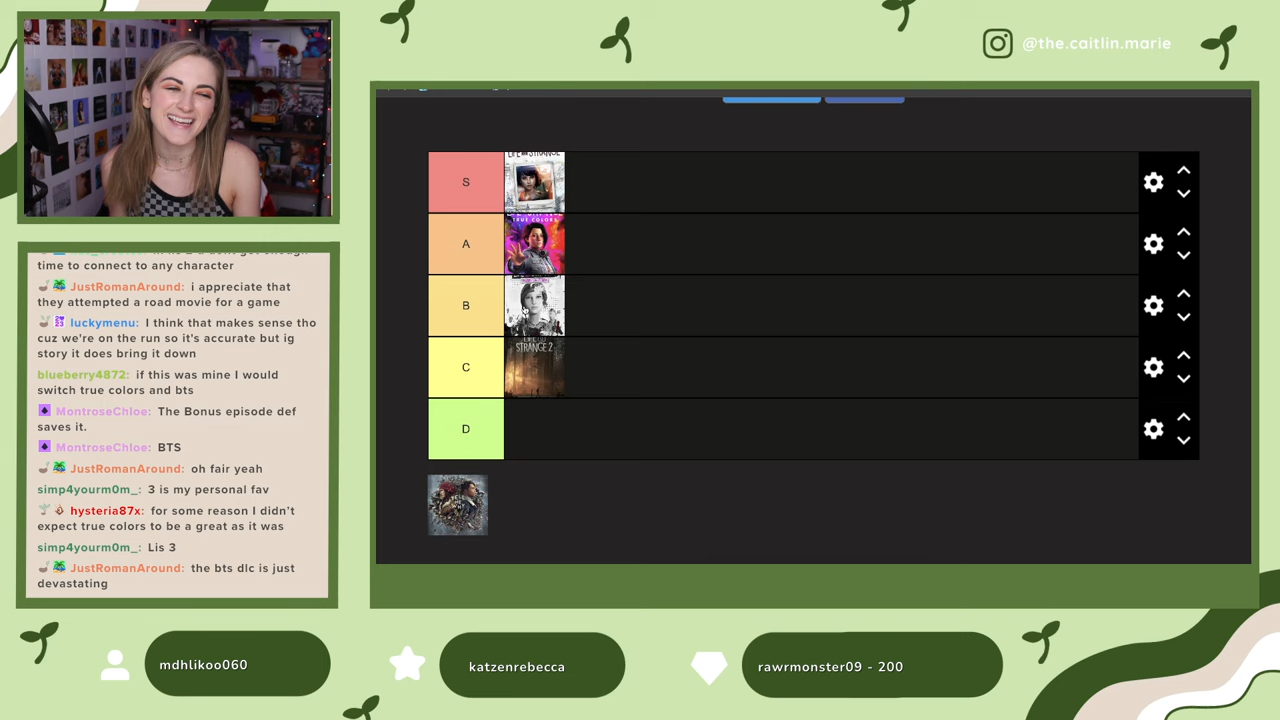 @the.caitlin.marie
time to connect to any character
JustRomanAround: i appreciate that
they attempted a road movie for a game
luckymenu: I think that makes sense tho
cuz we're on the run so it's accurate but ig
story it does bring it down
blueberry4872: if this was mine I would
switch true colors and bts
MontroseChloe: The Bonus episode def
saves it.
MontroseChloe: BTS
JustRomanAround: oh fair yeah
simp4yourm0m_: 3 is my personal fav
hysteria87x: for some reason I didn't
expect true colors to be a great as it was
simp4yourm0m_: Lis 3
JustRomanAround: the bts dlc is just
devastating
S
LIFE IS STRANGE
A
TRUE COLORS
B
C
STRANGE 2
D
mdhlikoo060
katzenrebecca
rawrmonster09 - 200